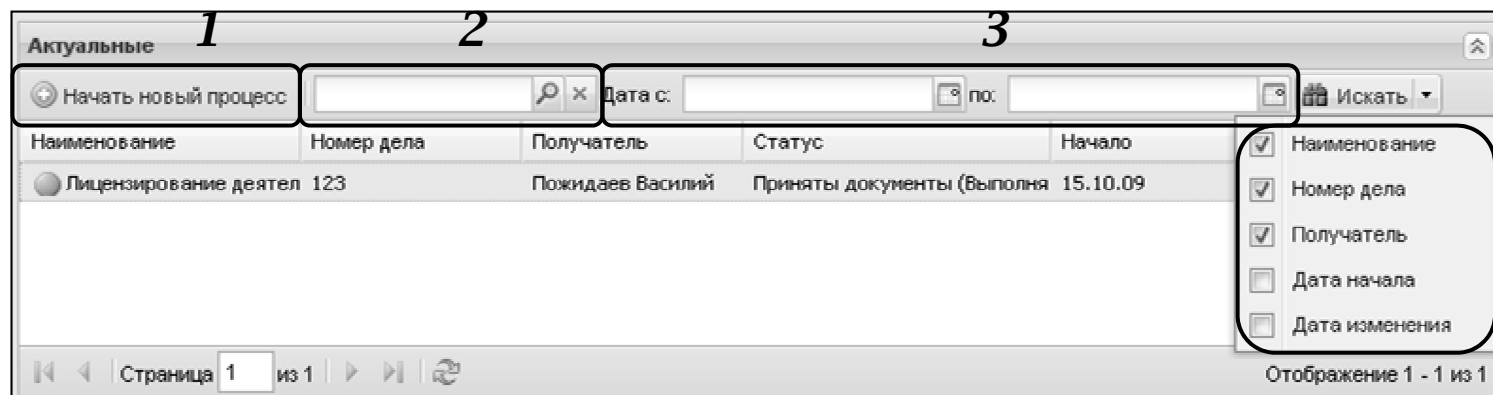 1 2 3
Актуальные
Начать новый процесс Дата с: по: Искать
Наименование Номер дела Получатель Статус Начало
Лицензирование деятел 123 Пожидаев Василий Приняты документы (Выполня 15.10.09
Наименование
Номер дела
Получатель
Дата начала
Дата изменения
Страница 1 из 1 Отображение 1 - 1 из 1